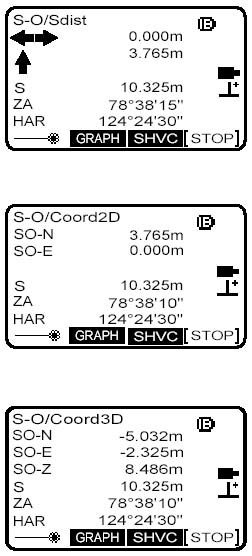 S-O/Sdist
0.000m
3.765m
S 10.325m
ZA 78°38'15"
HAR 124°24'30"
GRAPH SHVC [STOP]
S-O/Coord2D
SO-N 3.765m
SO-E 0.000m
S 10.325m
ZA 78°38'10"
HAR 124°24'30"
GRAPH SHVC [STOP]
S-O/Coord3D
SO-N -5.032m
SO-E -2.325m
SO-Z 8.486m
S 10.325m
ZA 78°38'10"
HAR 124°24'30"
GRAPH SHVC [STOP]